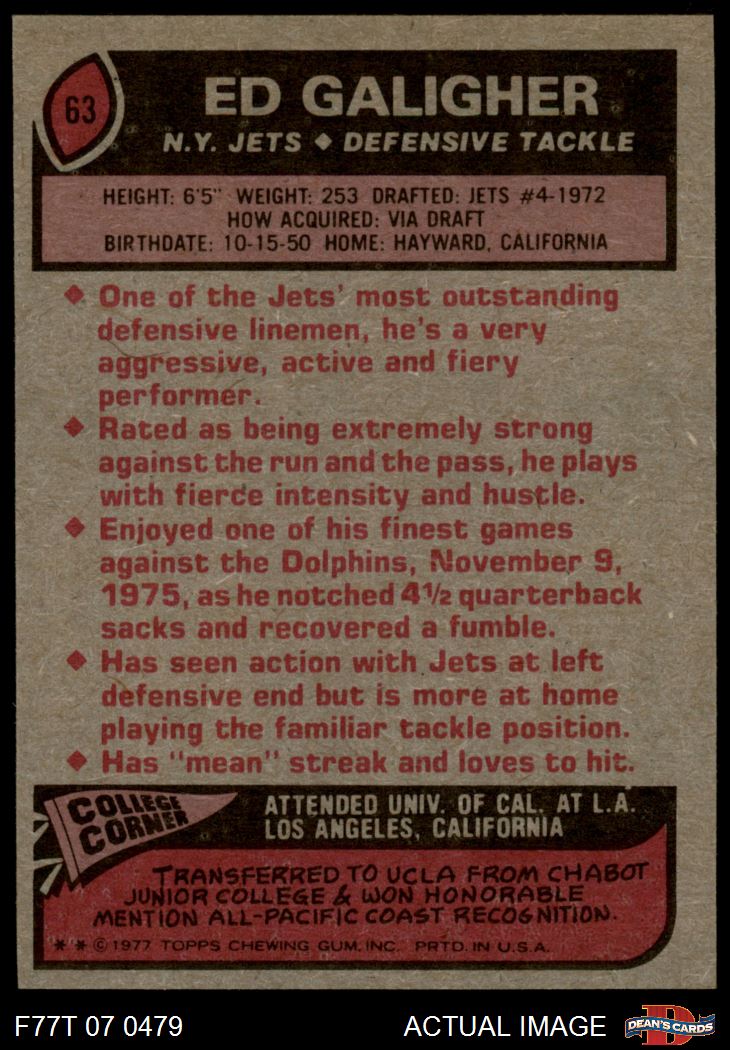 63
ED GALIGHER
N.Y. JETS ◆ DEFENSIVE TACKLE
HEIGHT: 6'5" WEIGHT: 253 DRAFTED: JETS #4-1972
HOW ACQUIRED: VIA DRAFT
BIRTHDATE: 10-15-50 HOME: HAYWARD, CALIFORNIA
◆ One of the Jets' most outstanding
defensive linemen, he's a very
aggressive, active and fiery
performer.
◆ Rated as being extremely strong
against the run and the pass, he plays
with fierce intensity and hustle.
◆ Enjoyed one of his finest games
against the Dolphins, November 9,
1975, as he notched 4½ quarterback
sacks and recovered a fumble.
◆ Has seen action with Jets at left
defensive end but is more at home
playing the familiar tackle position.
◆ Has "mean" streak and loves to hit.
COLLEGE
CORNER
ATTENDED UNIV. OF CAL. AT L.A.
LOS ANGELES, CALIFORNIA
TRANSFERRED TO UCLA FROM CHABOT
JUNIOR COLLEGE & WON HONORABLE
MENTION ALL-PACIFIC COAST RECOGNITION.
* * © 1977 TOPPS CHEWING GUM, INC. PRTD. IN U.S.A.
F77T 07 0479
ACTUAL IMAGE
D
DEAN'S CARDS